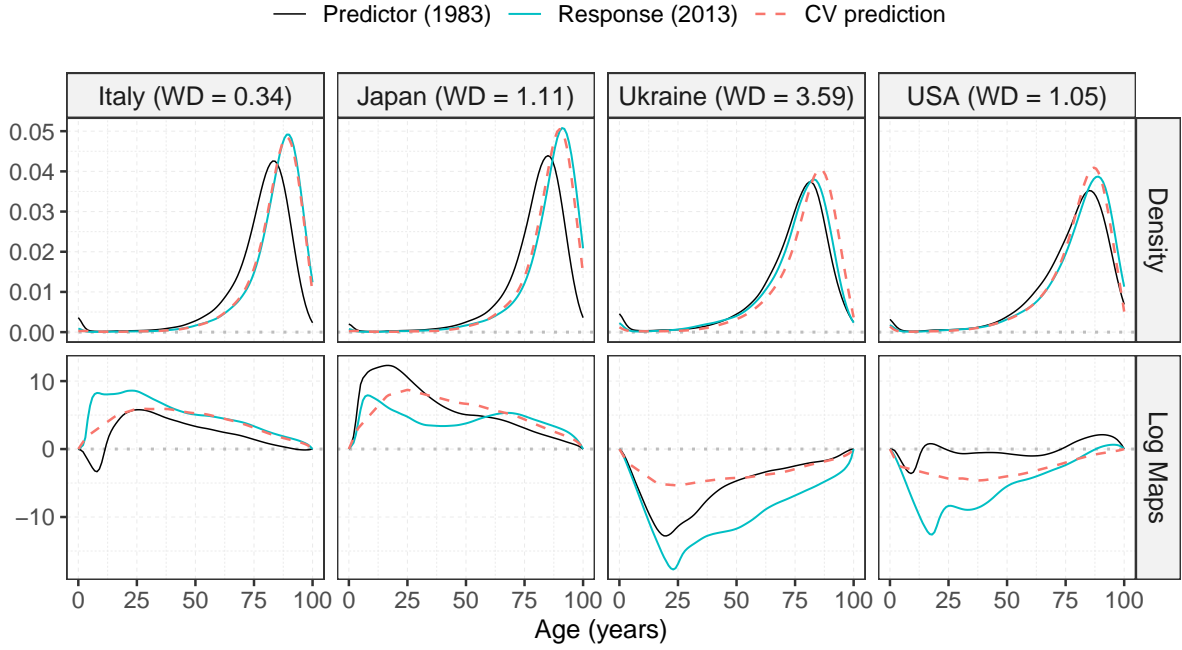 Predictor (1983) Response (2013) CV prediction
Italy (WD = 0.34) Japan (WD = 1.11) Ukraine (WD = 3.59) USA (WD = 1.05)
0.05
0.04
0.03
0.02
0.01
0.00
Density
10
0
−10
Log Maps
0 25 50 75 100 0 25 50 75 100 0 25 50 75 100 0 25 50 75 100
Age (years)